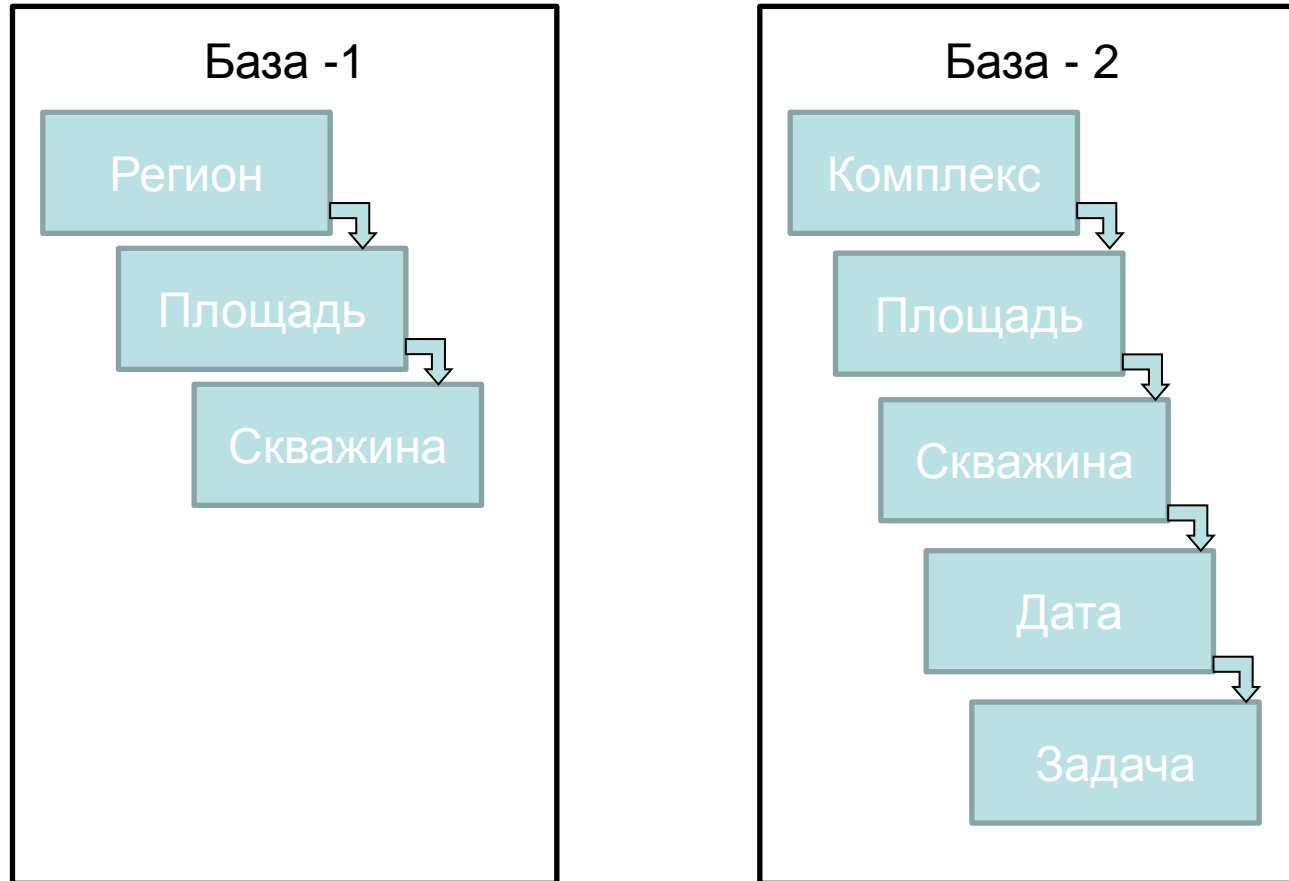 База -1
Регион
Площадь
Скважина
База - 2
Комплекс
Площадь
Скважина
Дата
Задача